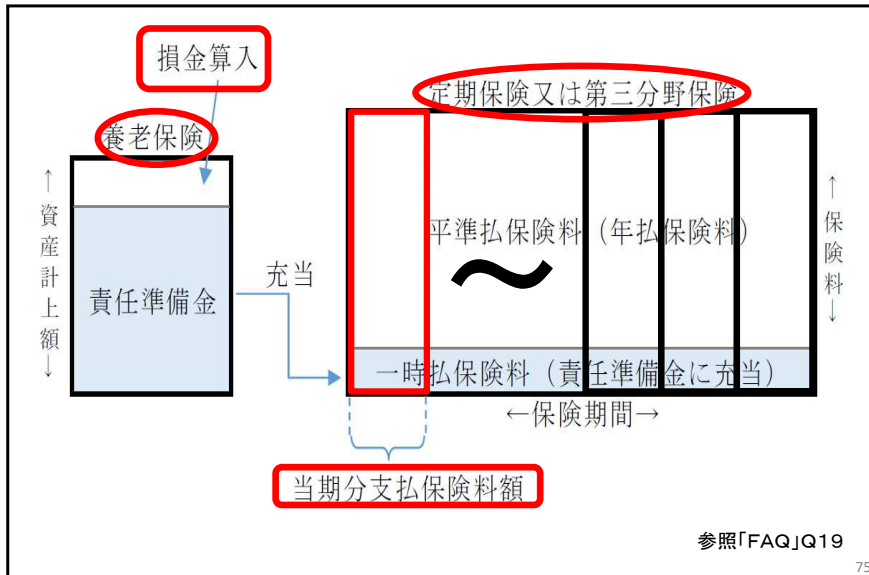 損金算入
定期保険又は第三分野保険
養老保険
←資産計上額→
責任準備金
充当
平準払保険料（年払保険料）
～
一時払保険料（責任準備金に充当）
←保険料→
←保険期間→
当期分支払保険料額
参照「FAQ」Q19
75